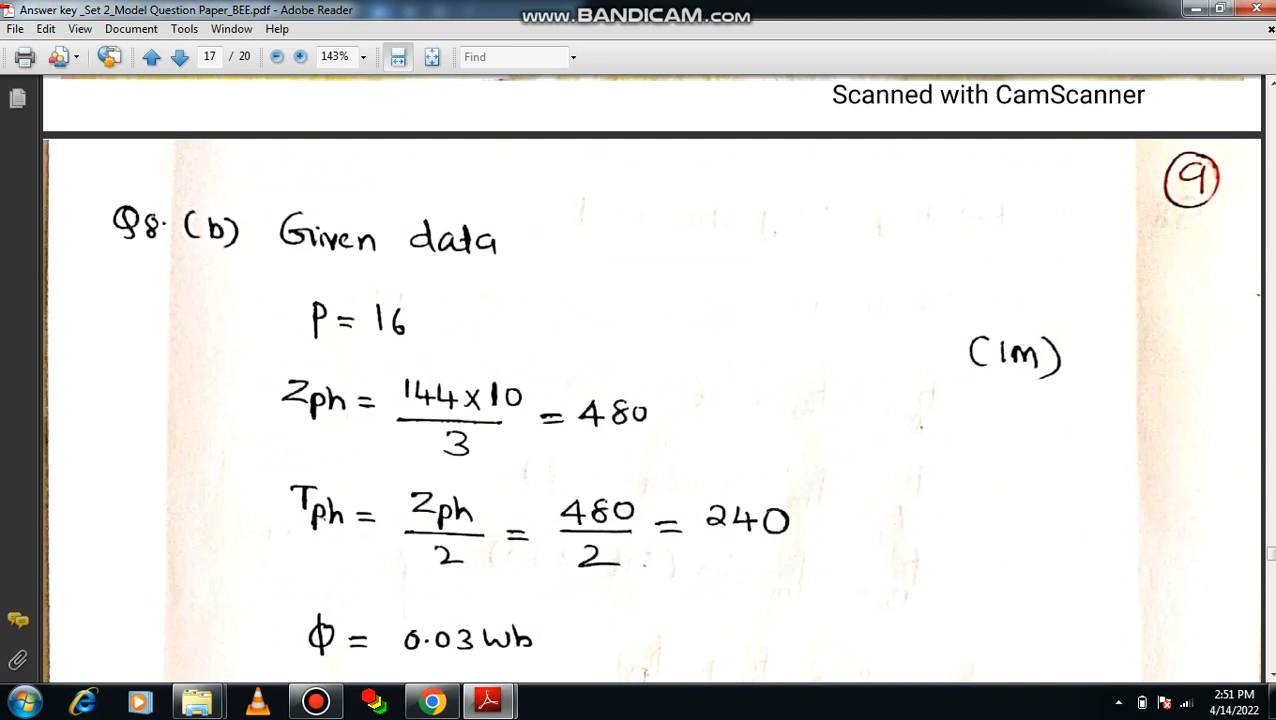 Answer key _Set 2_Model Question Paper_BEE.pdf - Adobe Reader
www.BANDICAM.com
File Edit View Document Tools Window Help
17 / 20 143% Find
Scanned with CamScanner
9
Q8. (b) Given data
P = 16
(1M)
Zph = 144 x 10 / 3 = 480
Tph = Zph / 2 = 480 / 2 = 240
ϕ = 0.03 Wb
2:51 PM
4/14/2022